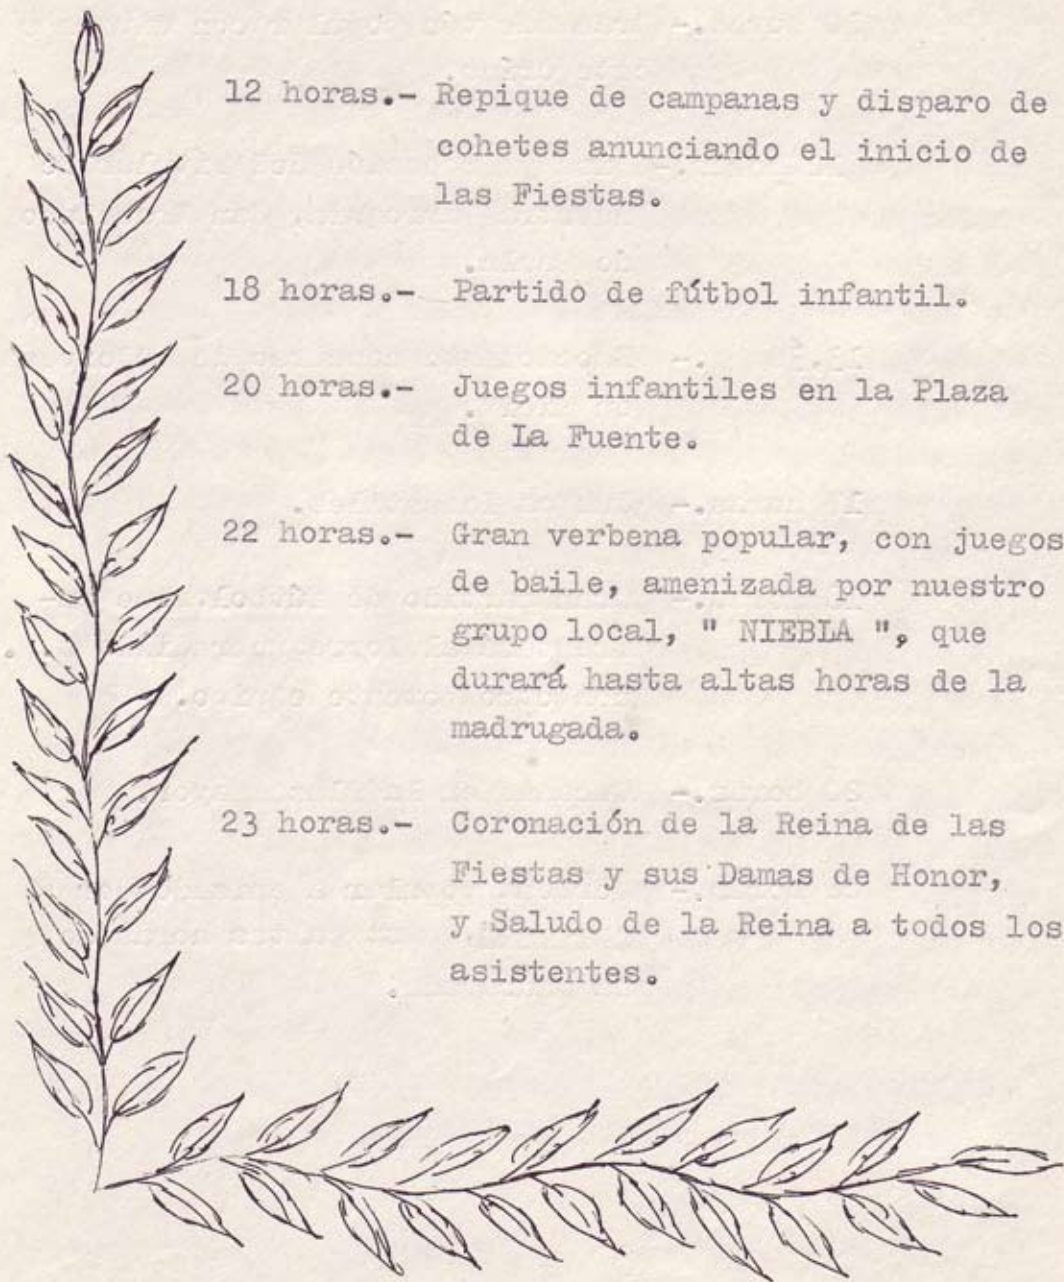 12 horas.- Repique de campanas y disparo de
cohetes anunciando el inicio de
las Fiestas.
18 horas.- Partido de fútbol infantil.
20 horas.- Juegos infantiles en la Plaza
de La Fuente.
22 horas.- Gran verbena popular, con juegos
de baile, amenizada por nuestro
grupo local, " NIEBLA ", que
durará hasta altas horas de la
madrugada.
23 horas.- Coronación de la Reina de las
Fiestas y sus Damas de Honor,
y Saludo de la Reina a todos los
asistentes.